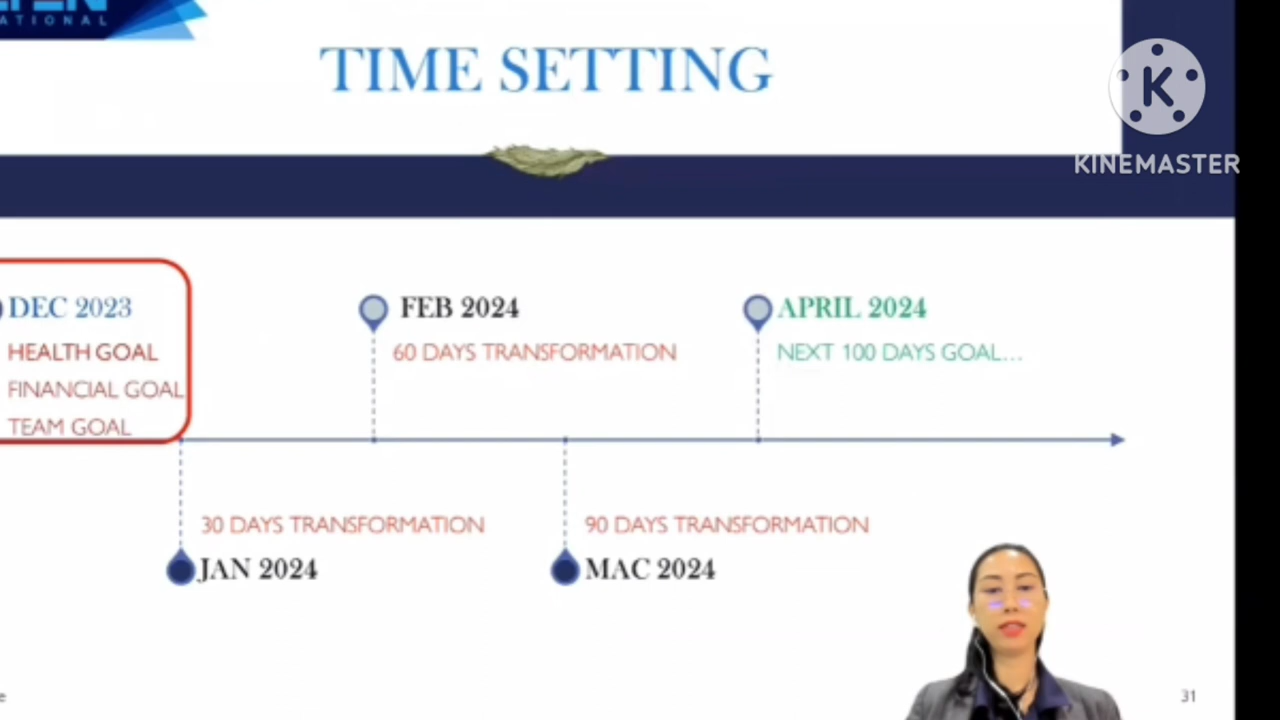 ATIONAL
TIME SETTING
K
KINEMASTER
DEC 2023
HEALTH GOAL
FINANCIAL GOAL
TEAM GOAL
FEB 2024
60 DAYS TRANSFORMATION
APRIL 2024
NEXT 100 DAYS GOAL...
30 DAYS TRANSFORMATION
JAN 2024
90 DAYS TRANSFORMATION
MAC 2024
31